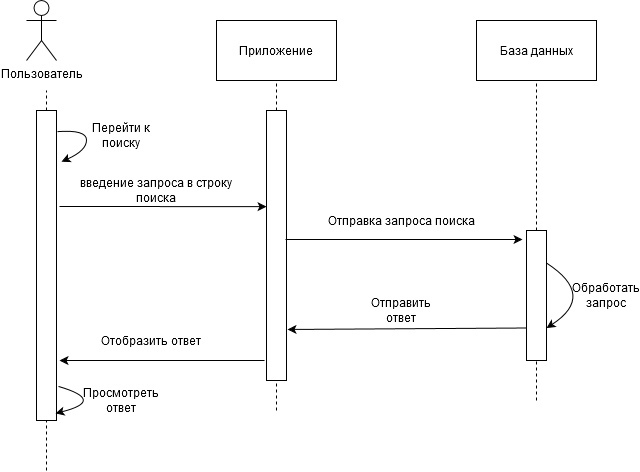 Пользователь
Приложение
База данных
Перейти к
поиску
введение запроса в строку
поиска
Отправка запроса поиска
Обработать
запрос
Отправить
ответ
Отобразить ответ
Просмотреть
ответ